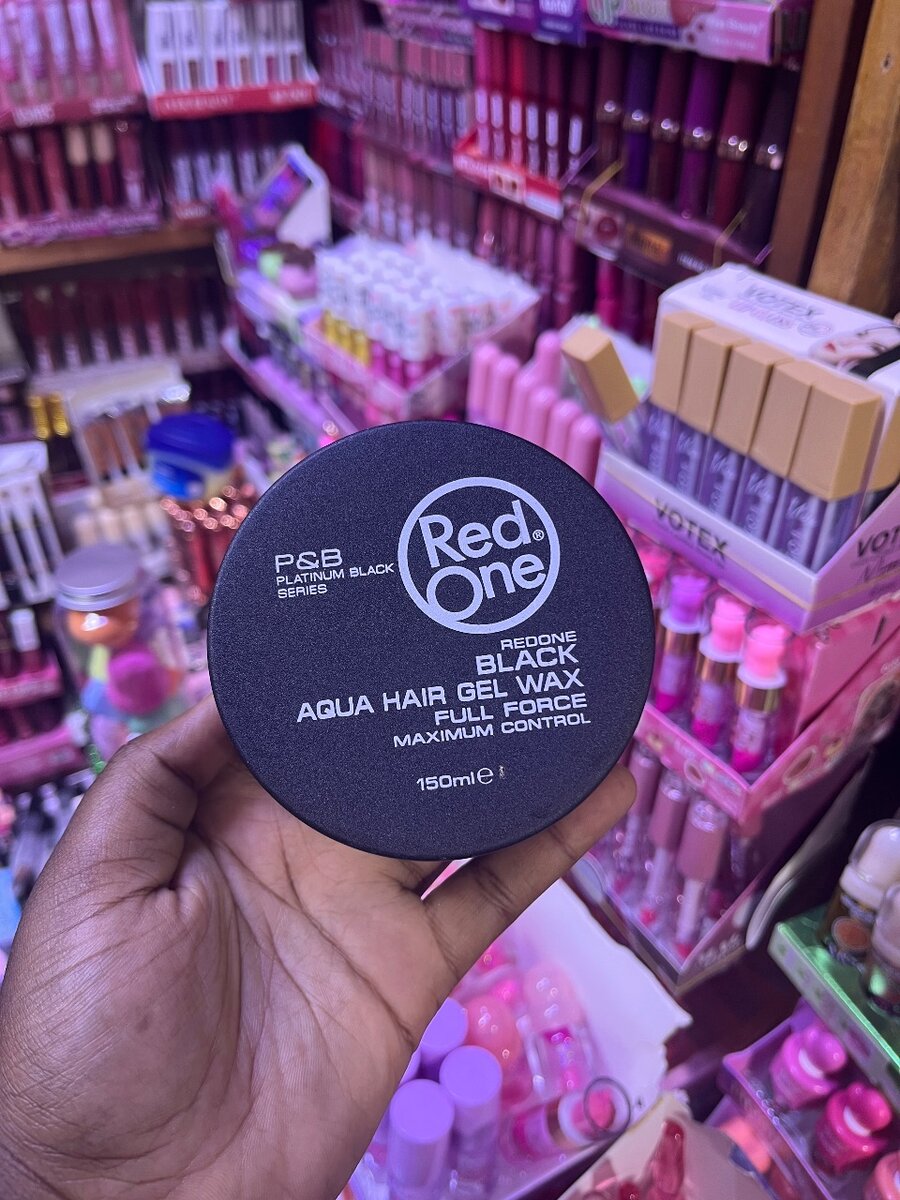 P&B
PLATINUM BLACK
SERIES
Red®
One
REDONE
BLACK
AQUA HAIR GEL WAX
FULL FORCE
MAXIMUM CONTROL
150ml℮
VOTEX
VOTEX